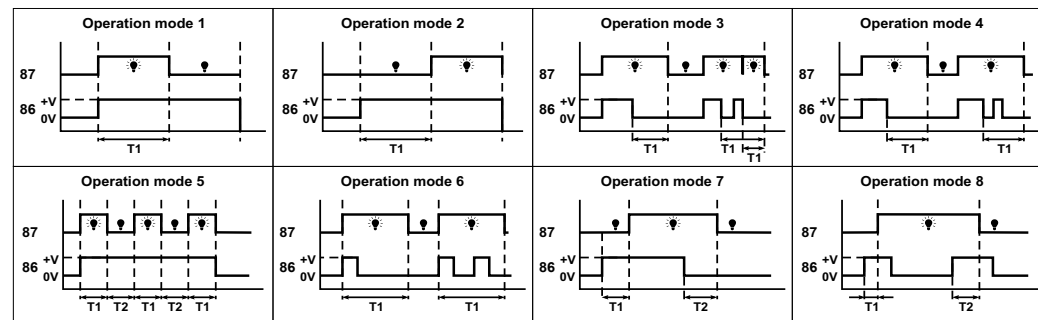 Operation mode 1
87
86 +V
0V
T1
Operation mode 2
87
86 +V
0V
T1
Operation mode 3
87
86 +V
0V
T1 T1
T1
Operation mode 4
87
86 +V
0V
T1 T1
Operation mode 5
87
86 +V
0V
T1 T2 T1 T2 T1
Operation mode 6
87
86 +V
0V
T1 T1
Operation mode 7
87
86 +V
0V
T1 T2
Operation mode 8
87
86 +V
0V
T1 T2